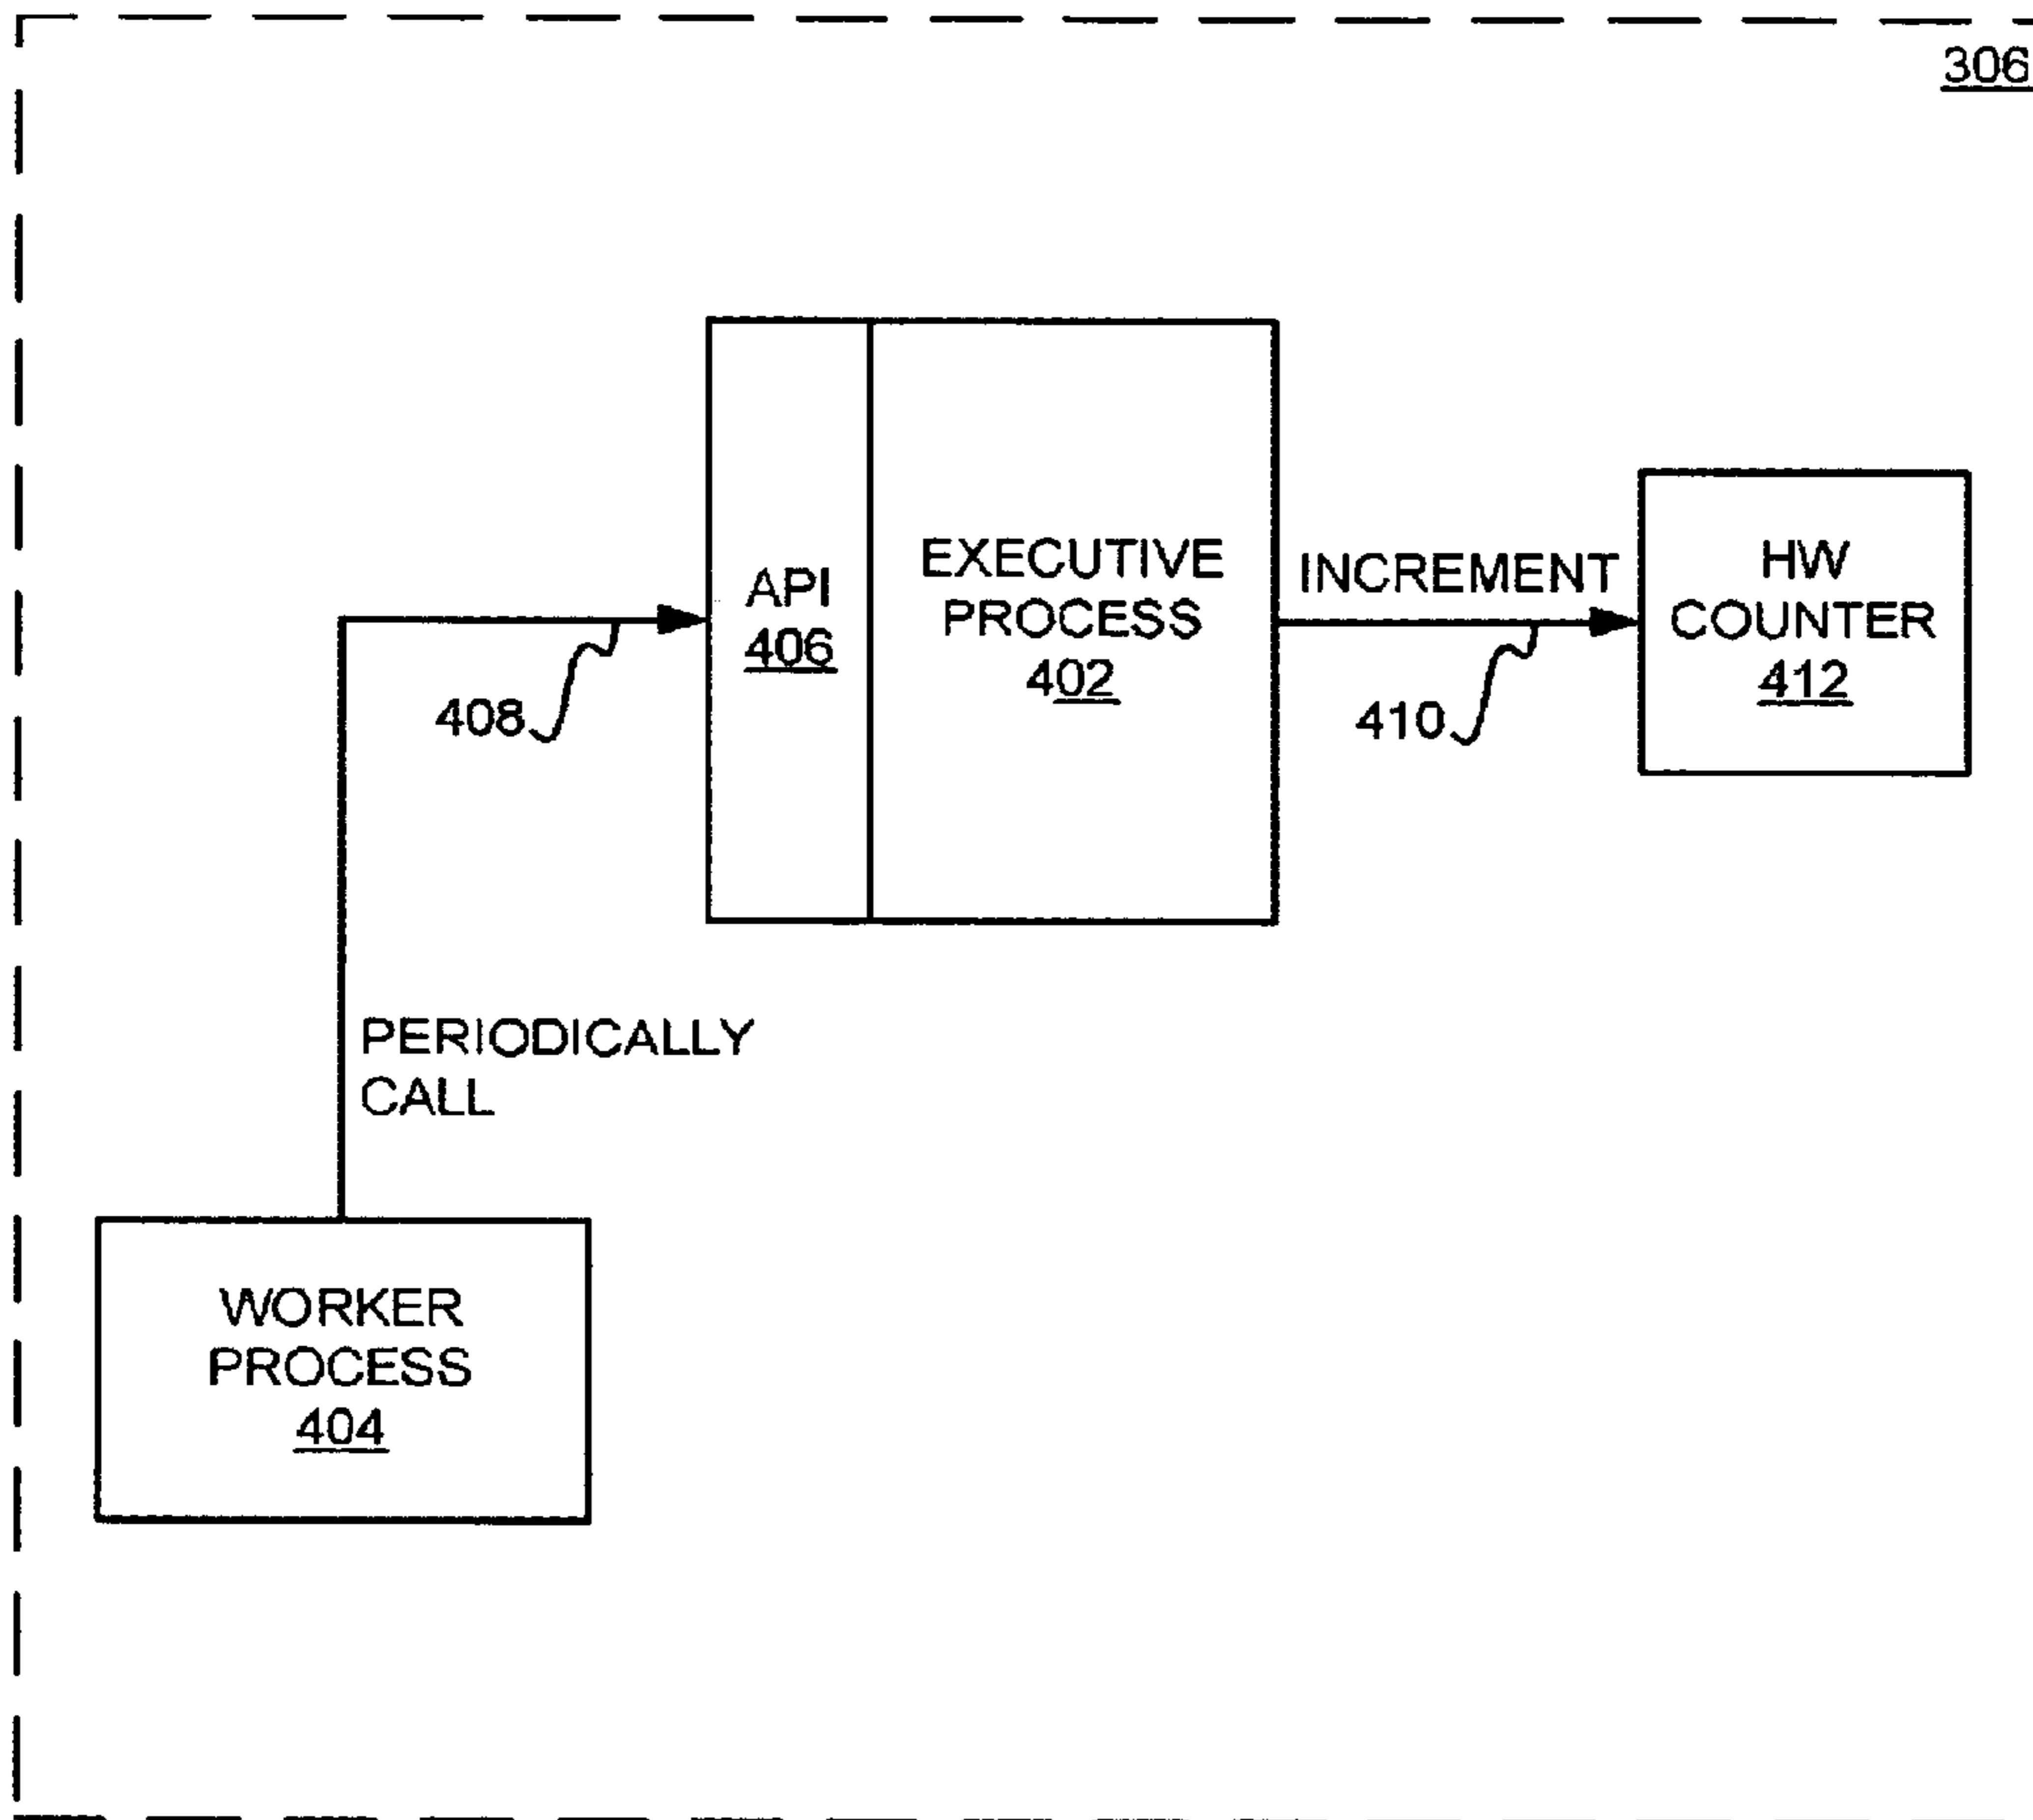 306
API
406
EXECUTIVE
PROCESS
402
INCREMENT
HW
COUNTER
412
408
410
PERIODICALLY
CALL
WORKER
PROCESS
404